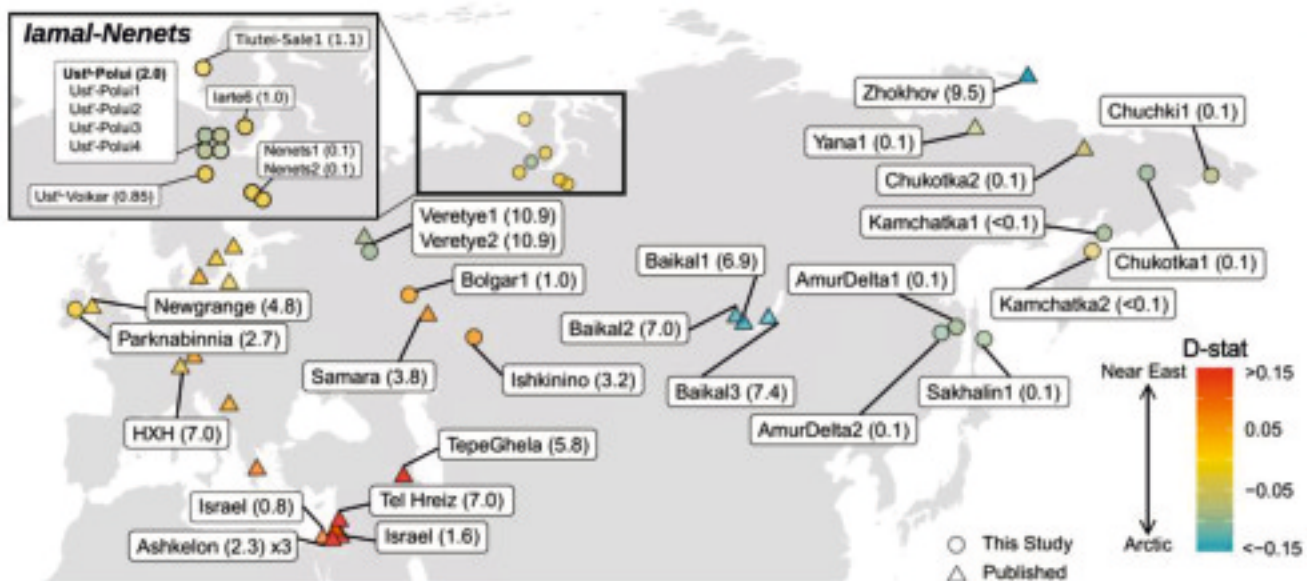 Iamal-Nenets
Tiutei-Sale1 (1.1)
Ust'-Polui (2.0)
Ust'-Polui1
Ust'-Polui2
Ust'-Polui3
Ust'-Polui4
Iarte6 (1.0)
Nenets1 (0.1)
Nenets2 (0.1)
Ust'-Voikar (0.85)
Zhokhov (9.5)
Chuchki1 (0.1)
Yana1 (0.1)
Chukotka2 (0.1)
Veretye1 (10.9)
Veretye2 (10.9)
Kamchatka1 (<0.1)
Baikal1 (6.9)
Chukotka1 (0.1)
Bolgar1 (1.0)
AmurDelta1 (0.1)
Newgrange (4.8)
Kamchatka2 (<0.1)
Parknabinnia (2.7)
Baikal2 (7.0)
Samara (3.8)
Ishkinino (3.2)
Baikal3 (7.4)
Sakhalin1 (0.1)
HXH (7.0)
AmurDelta2 (0.1)
TepeGhela (5.8)
Israel (0.8)
Tel Hreiz (7.0)
Ashkelon (2.3) x3
Israel (1.6)
This Study
Published
D-stat
Near East
Arctic
>0.15
0.05
−0.05
<−0.15